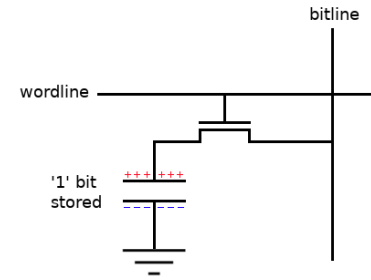 bitline
wordline
+++ +++
'1' bit
stored
_ _ _ _ _ _ _